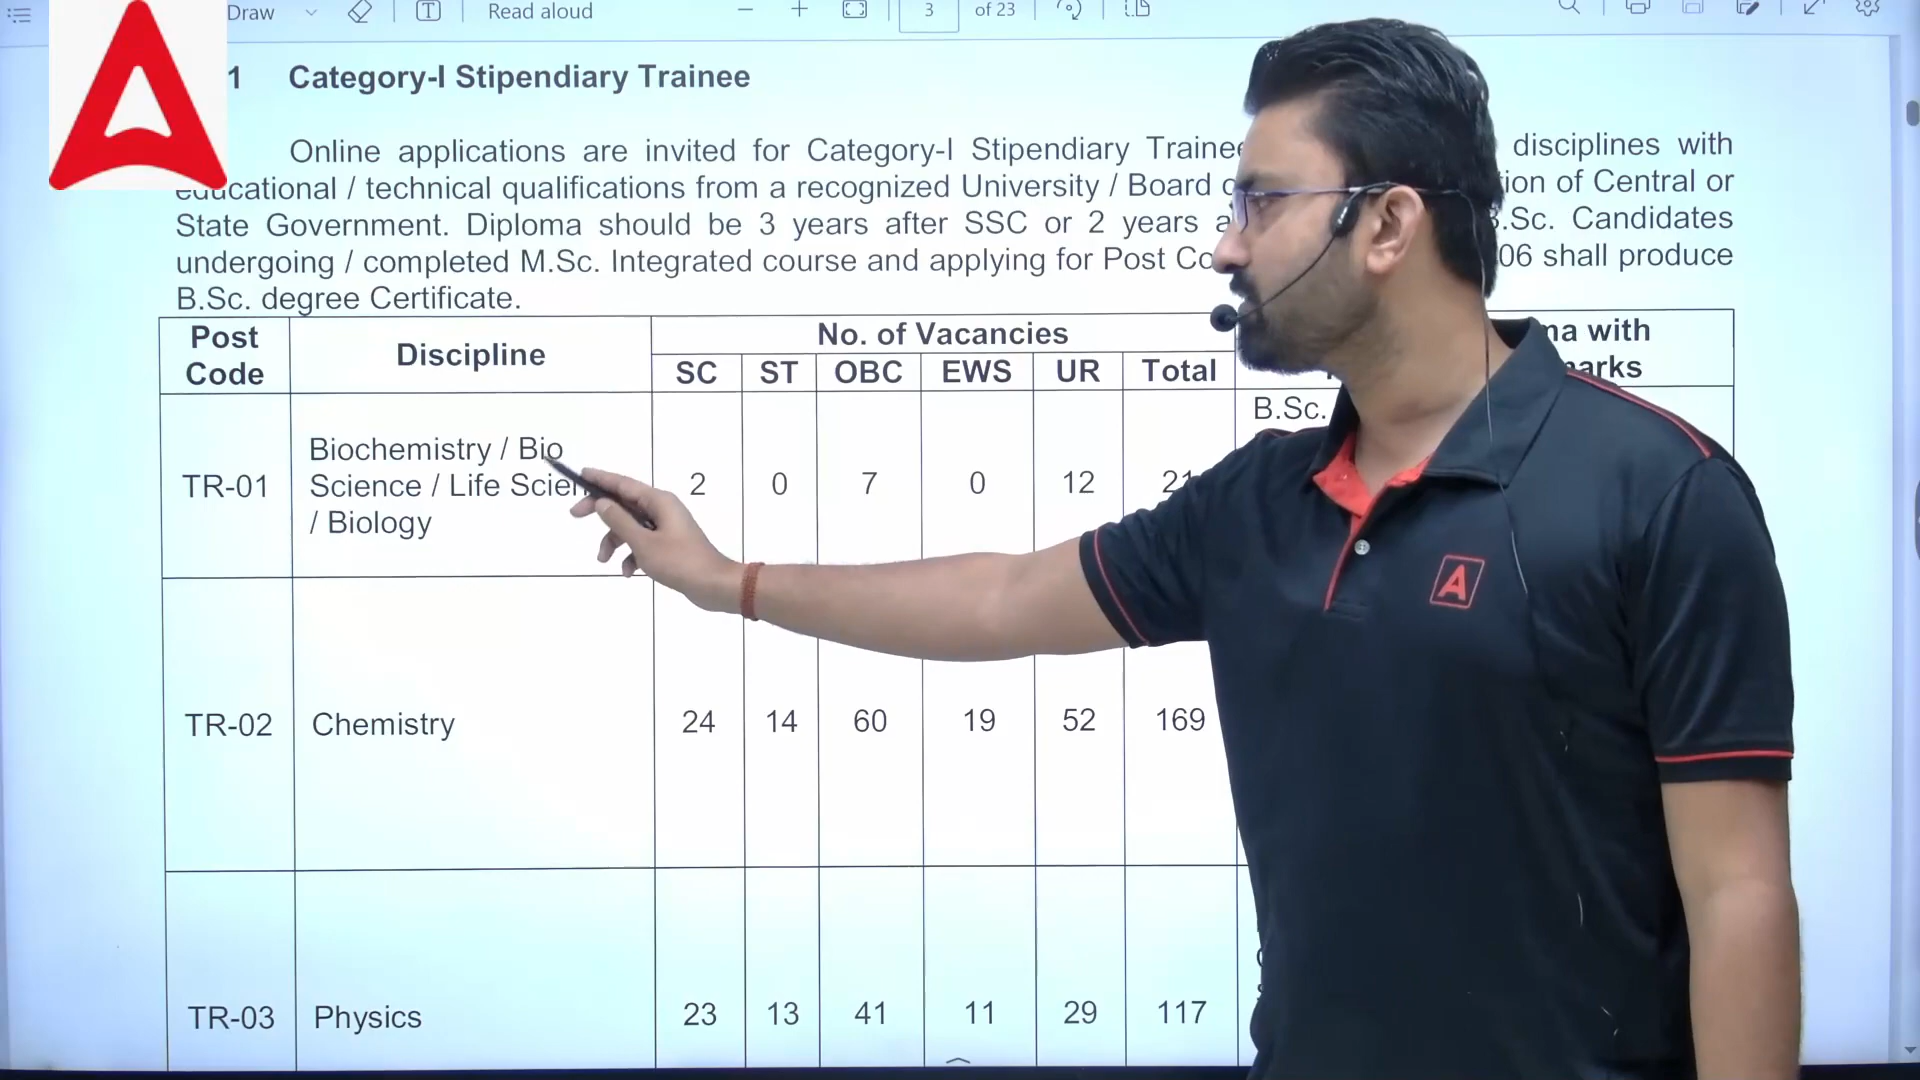 Draw Read aloud 3 of 23
1 Category-I Stipendiary Trainee
Online applications are invited for Category-I Stipendiary disciplines with
educational / technical qualifications from a recognized University / Board of Central or
State Government. Diploma should be 3 years after SSC or 2 years Candidates
undergoing / completed M.Sc. Integrated course and applying for Post 06 shall produce
B.Sc. degree Certificate.
Post Code Discipline No. of Vacancies with
SC ST OBC EWS UR Total
B.Sc.
TR-01 Biochemistry / Bio
Science / Life 2 0 7 0 12 21
/ Biology
TR-02 Chemistry 24 14 60 19 52 169
TR-03 Physics 23 13 41 11 29 117
A